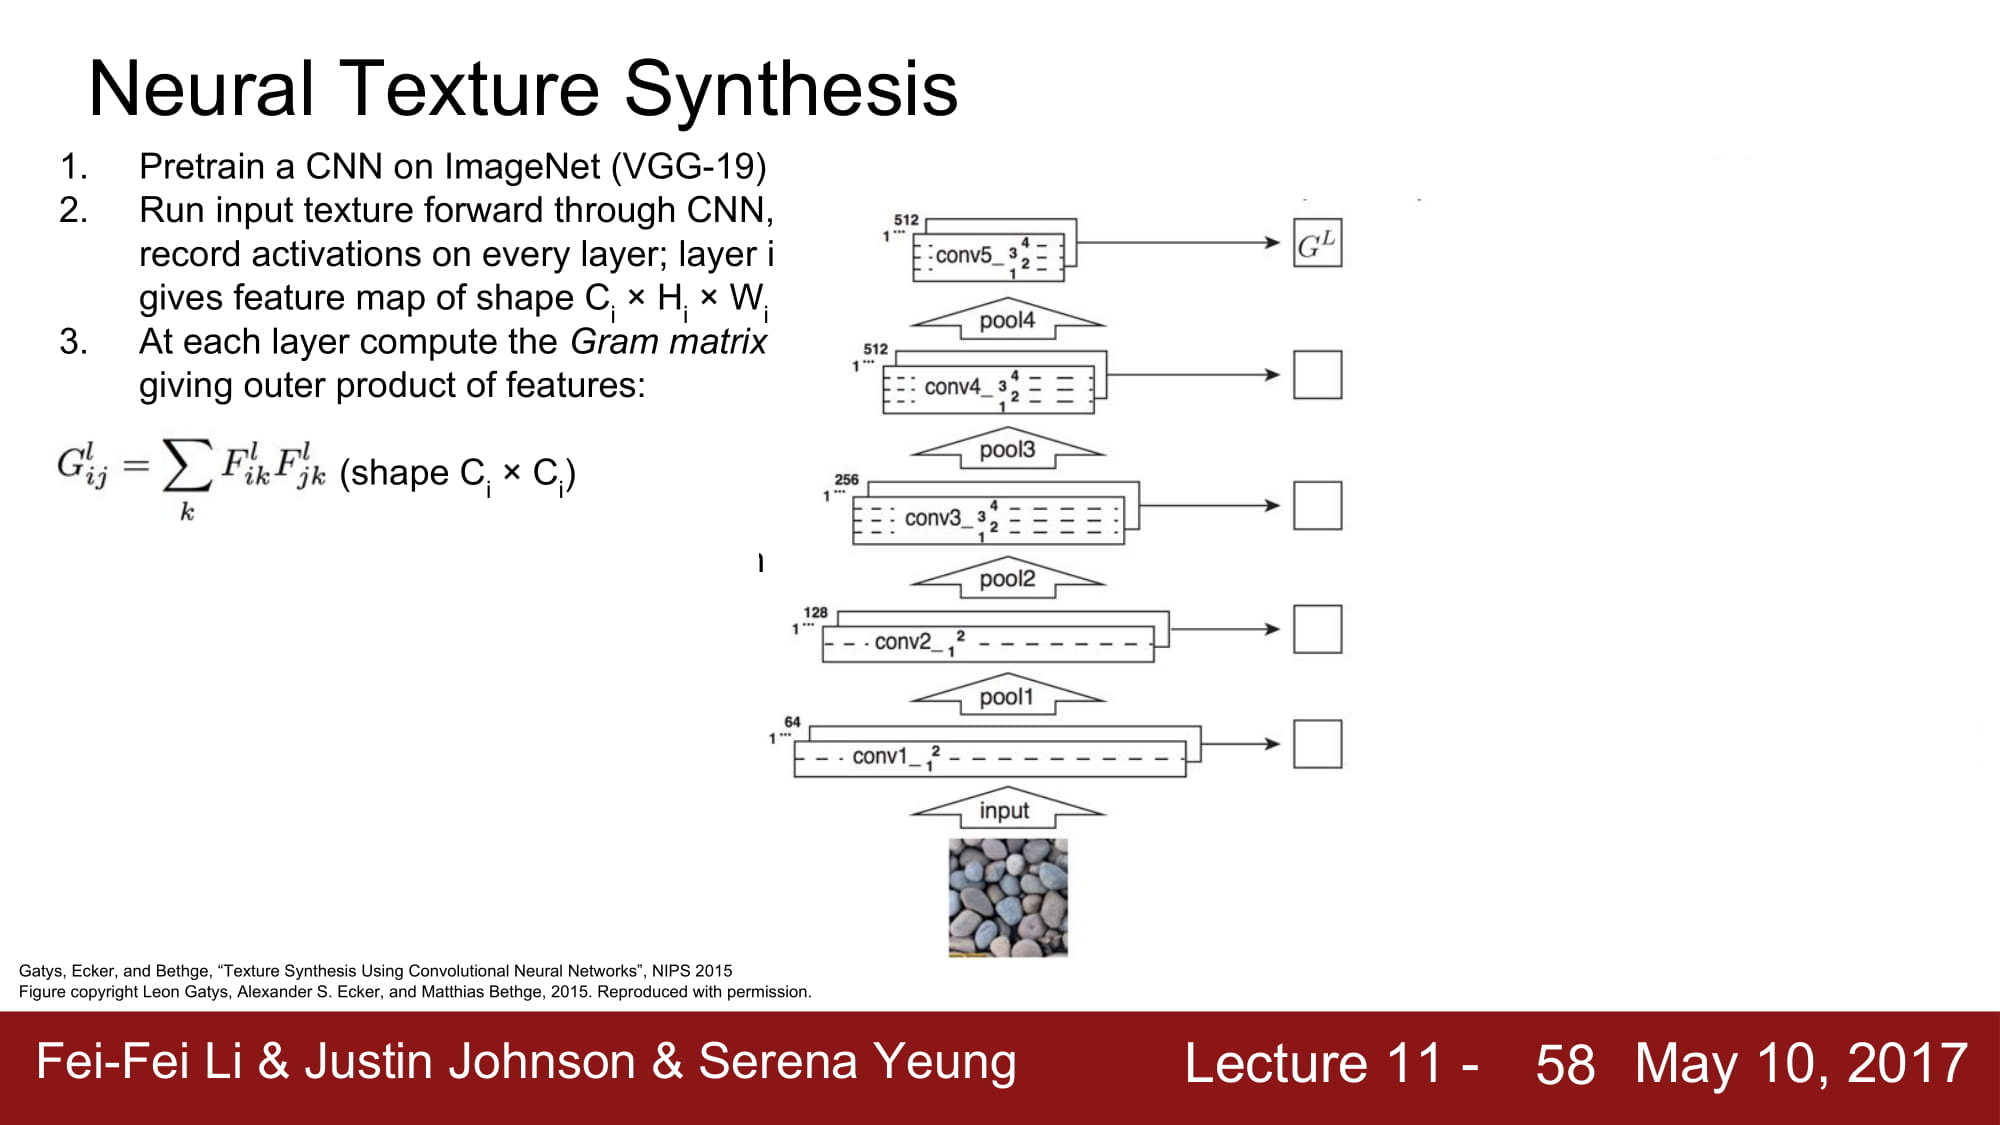 Neural Texture Synthesis
1. Pretrain a CNN on ImageNet (VGG-19)
2. Run input texture forward through CNN,
record activations on every layer; layer i
gives feature map of shape C_i × H_i × W_i
3. At each layer compute the Gram matrix
giving outer product of features:
G^l_{ij} = ∑_k F^l_{ik} F^l_{jk} (shape C_i × C_i)
512
1...
conv5_ 1 2 3 4
G^L
pool4
512
1...
conv4_ 1 2 3 4
pool3
256
1...
conv3_ 1 2 3 4
pool2
128
1...
conv2_ 1 2
pool1
64
1...
conv1_ 1 2
input
Gatys, Ecker, and Bethge, “Texture Synthesis Using Convolutional Neural Networks”, NIPS 2015
Figure copyright Leon Gatys, Alexander S. Ecker, and Matthias Bethge, 2015. Reproduced with permission.
Fei-Fei Li & Justin Johnson & Serena Yeung Lecture 11 - 58 May 10, 2017